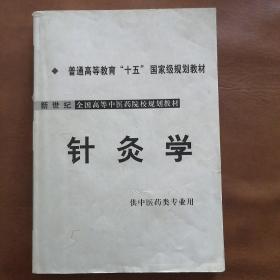 ◆ 普通高等教育“十五”国家级规划教材
新世纪 全国高等中医药院校规划教材
针灸学
供中医药类专业用